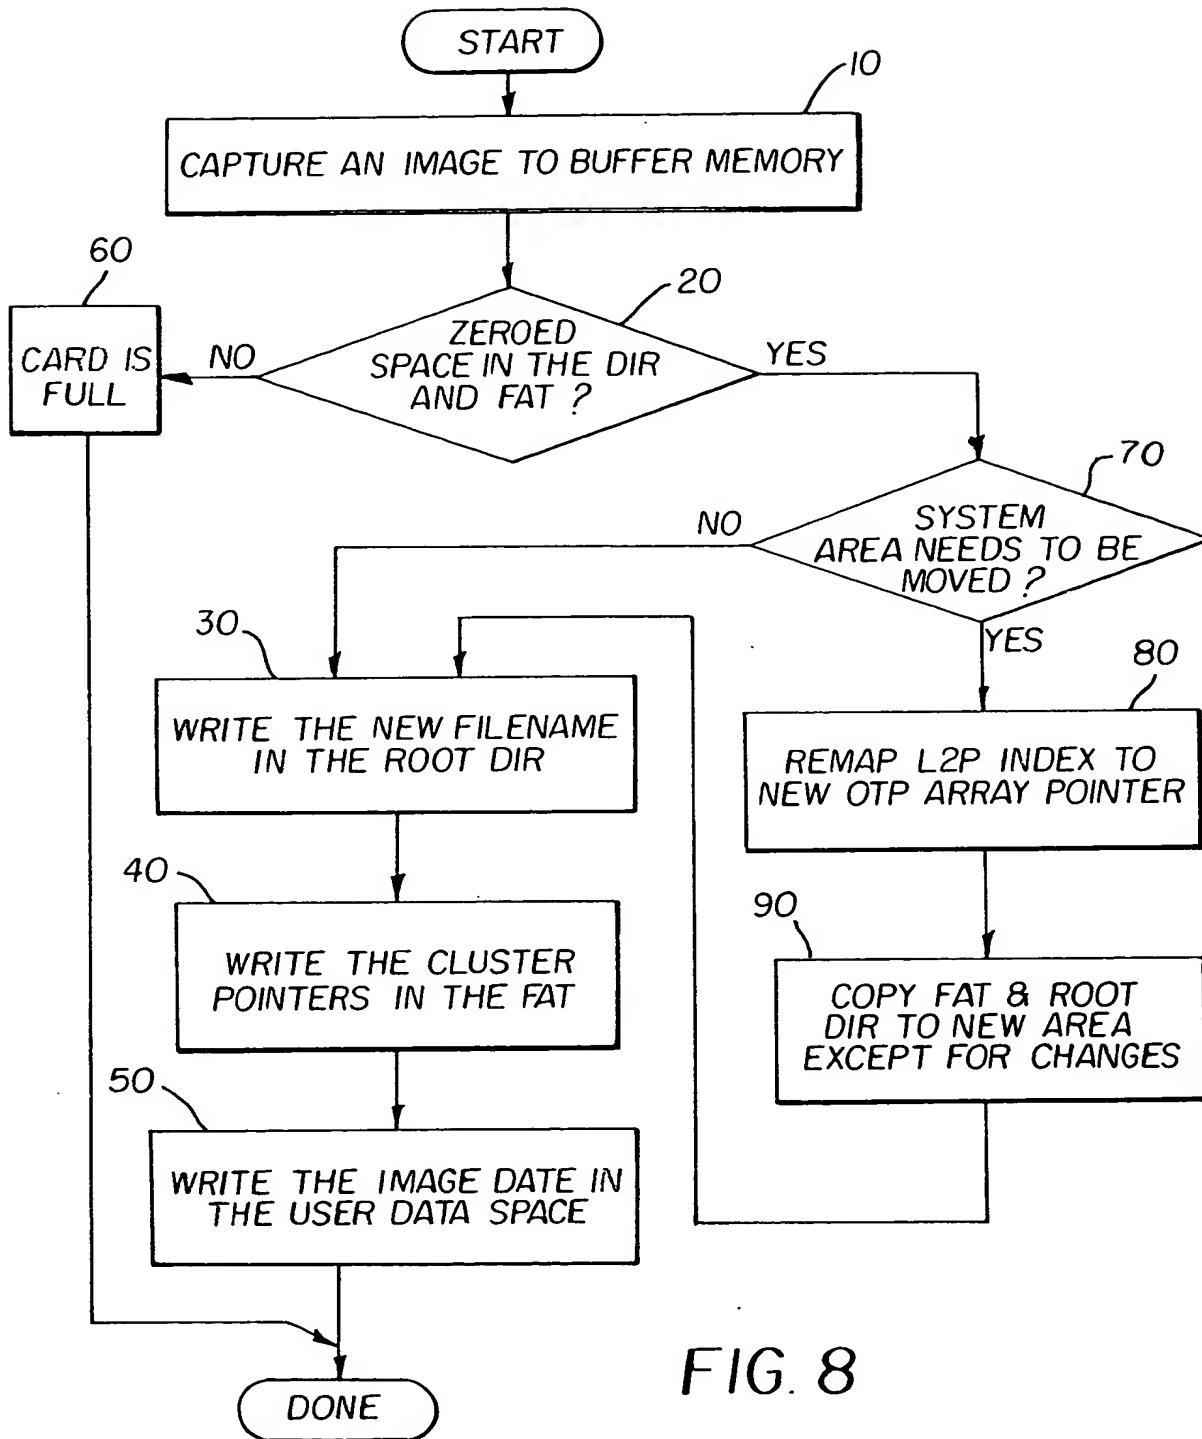 START
10
CAPTURE AN IMAGE TO BUFFER MEMORY
60
20
ZEROED
SPACE IN THE DIR
AND FAT ?
NO
YES
CARD IS
FULL
70
SYSTEM
AREA NEEDS TO BE
MOVED ?
NO
YES
30
WRITE THE NEW FILENAME
IN THE ROOT DIR
80
REMAP L2P INDEX TO
NEW OTP ARRAY POINTER
40
WRITE THE CLUSTER
POINTERS IN THE FAT
90
COPY FAT & ROOT
DIR TO NEW AREA
EXCEPT FOR CHANGES
50
WRITE THE IMAGE DATE IN
THE USER DATA SPACE
DONE
FIG. 8